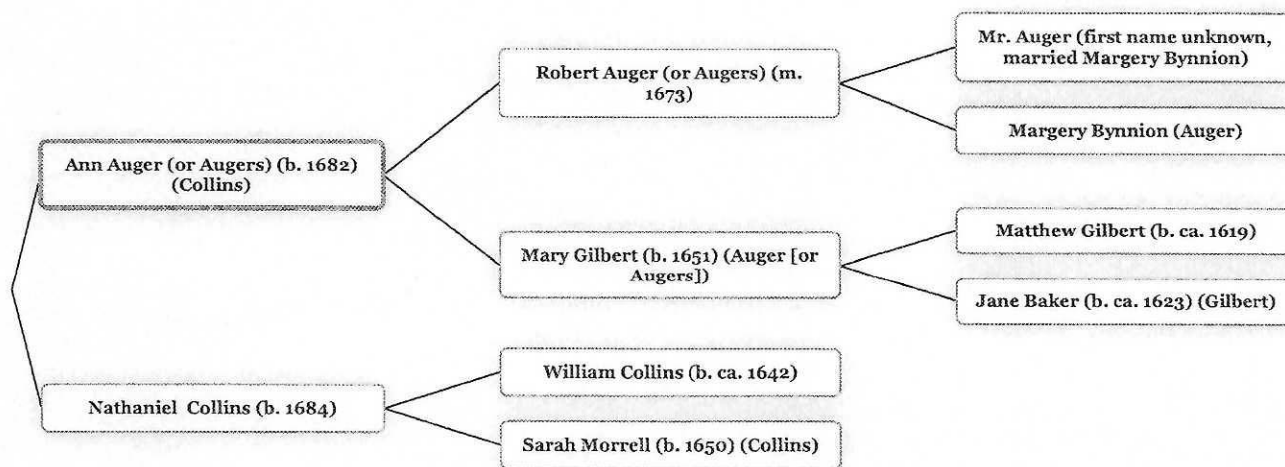 Mr. Auger (first name unknown,
married Margery Bynnion)
Robert Auger (or Augers) (m.
1673)
Margery Bynnion (Auger)
Ann Auger (or Augers) (b. 1682)
(Collins)
Matthew Gilbert (b. ca. 1619)
Mary Gilbert (b. 1651) (Auger [or
Augers])
Jane Baker (b. ca. 1623) (Gilbert)
William Collins (b. ca. 1642)
Nathaniel Collins (b. 1684)
Sarah Morrell (b. 1650) (Collins)